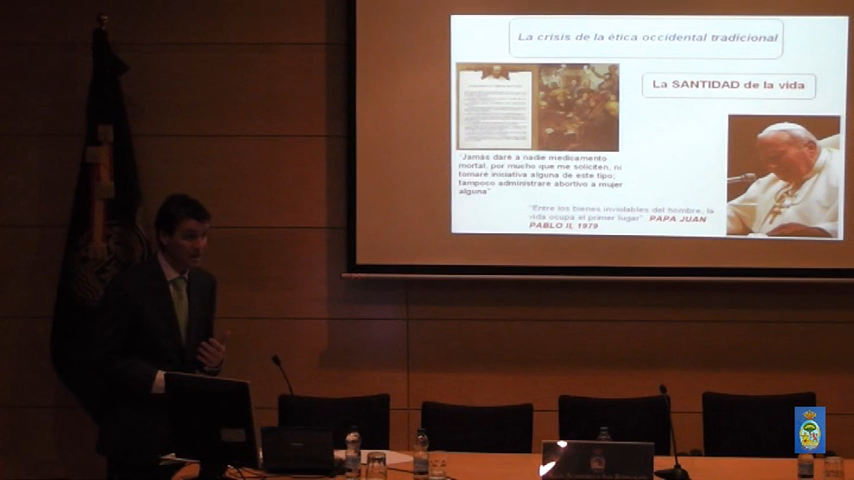 La crisis de la ética occidental tradicional
La SANTIDAD de la vida
"Jamás daré a nadie medicamento
mortal, por mucho que me soliciten, ni
tomaré iniciativa alguna de este tipo;
tampoco administrare abortivo a mujer
alguna"
"Entre los bienes inviolables del hombre, la
vida ocupa el primer lugar" PAPA JUAN
PABLO II, 1979